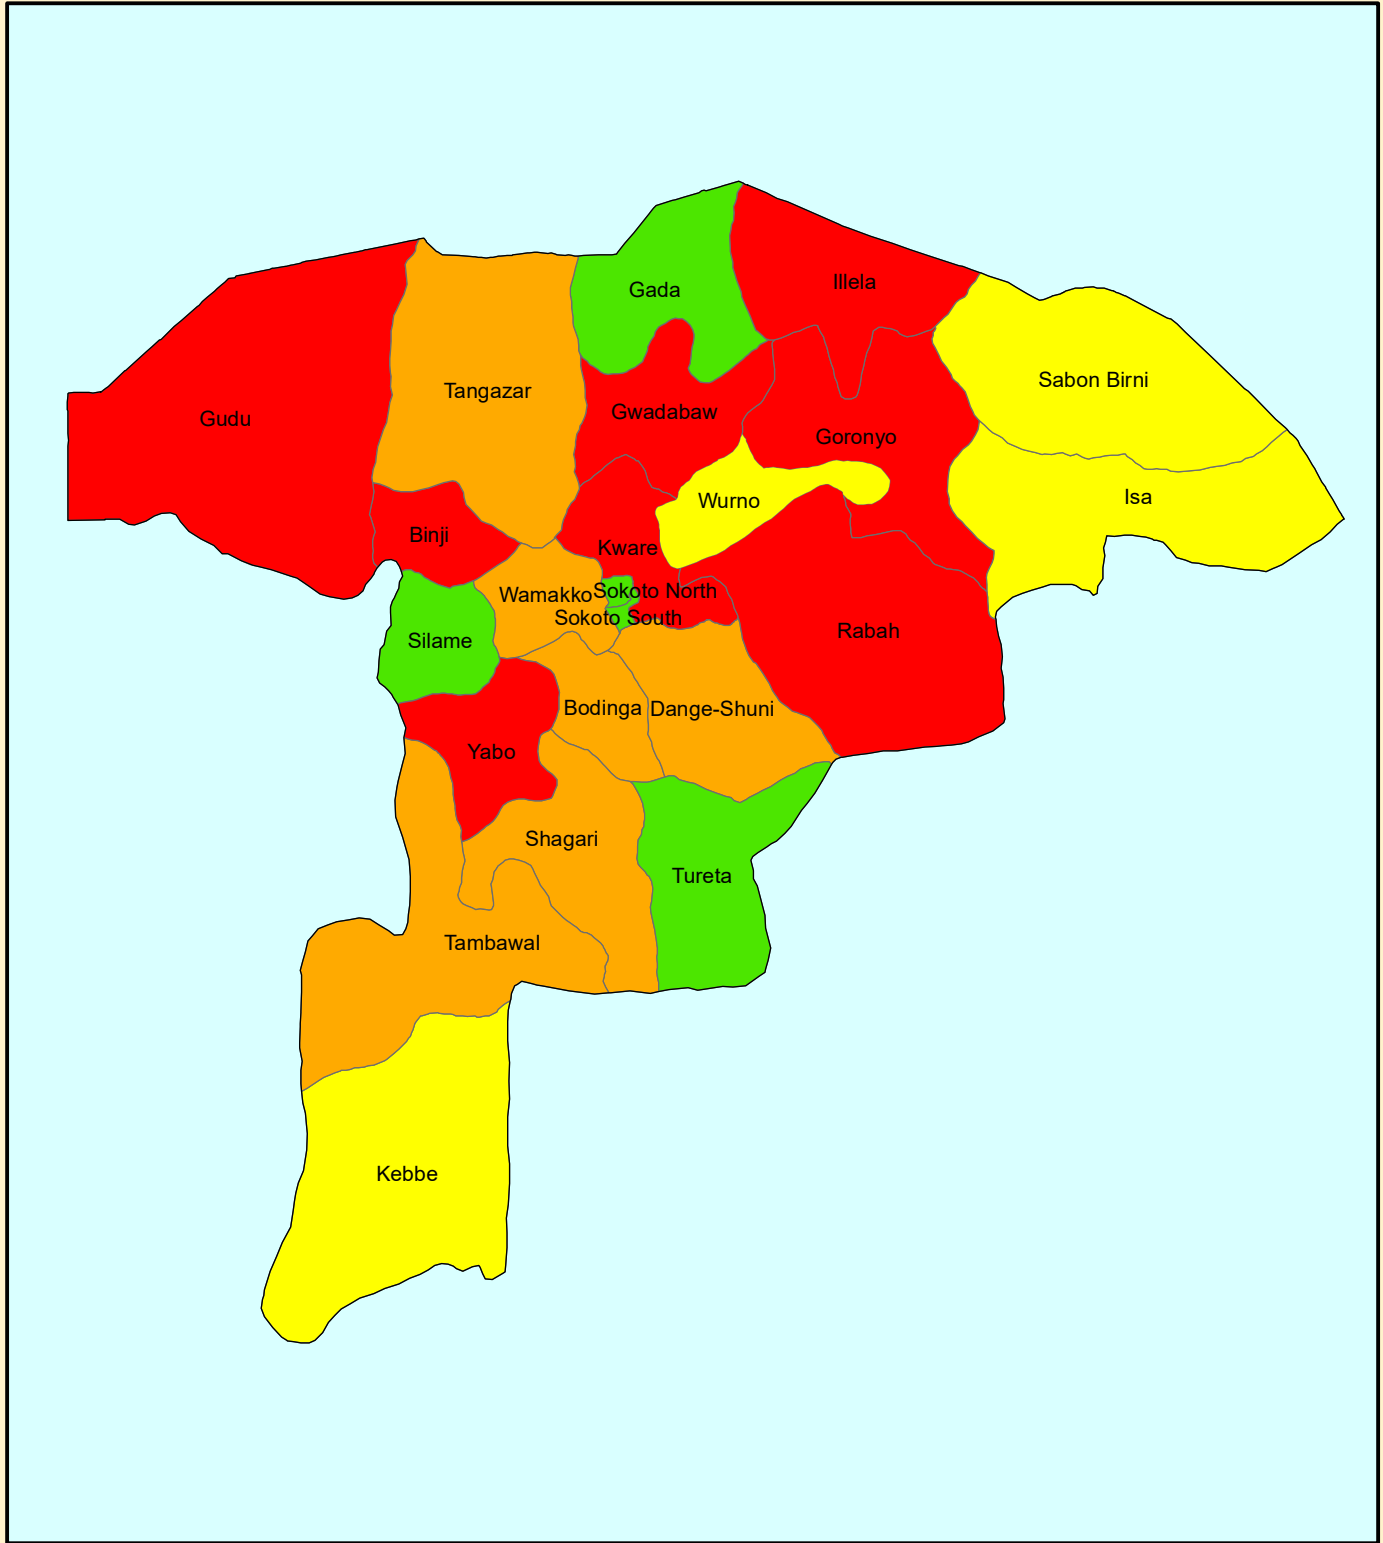 Illela
Gada
Sabon Birni
Tangazar
Gwadabaw
Gudu
Goronyo
Isa
Wurno
Binji
Kware
Sokoto North
Wamakko
Sokoto South
Rabah
Silame
Bodinga
Dange-Shuni
Yabo
Shagari
Tureta
Tambawal
Kebbe